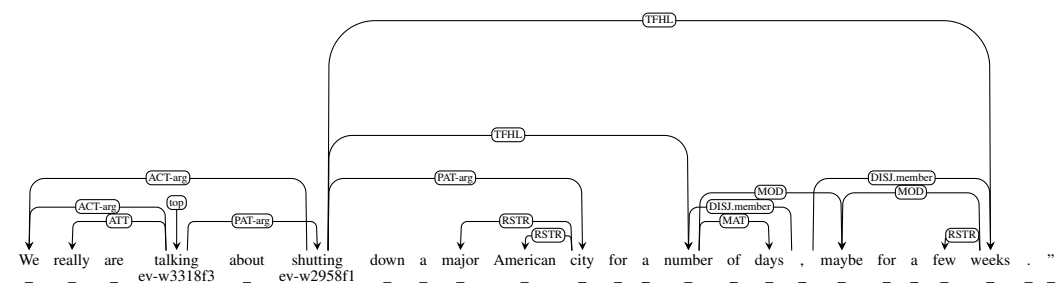 TFHL
TFHL
ACT-arg PAT-arg DISJ.member
ACT-arg top MOD MOD
ATT PAT-arg RSTR DISJ.member MAT
RSTR RSTR
We really are talking about shutting down a major American city for a number of days , maybe for a few weeks . ”
_ _ _ ev-w3318f3 _ ev-w2958f1 _ _ _ _ _ _ _ _ _ _ _ _ _ _ _ _ _ _